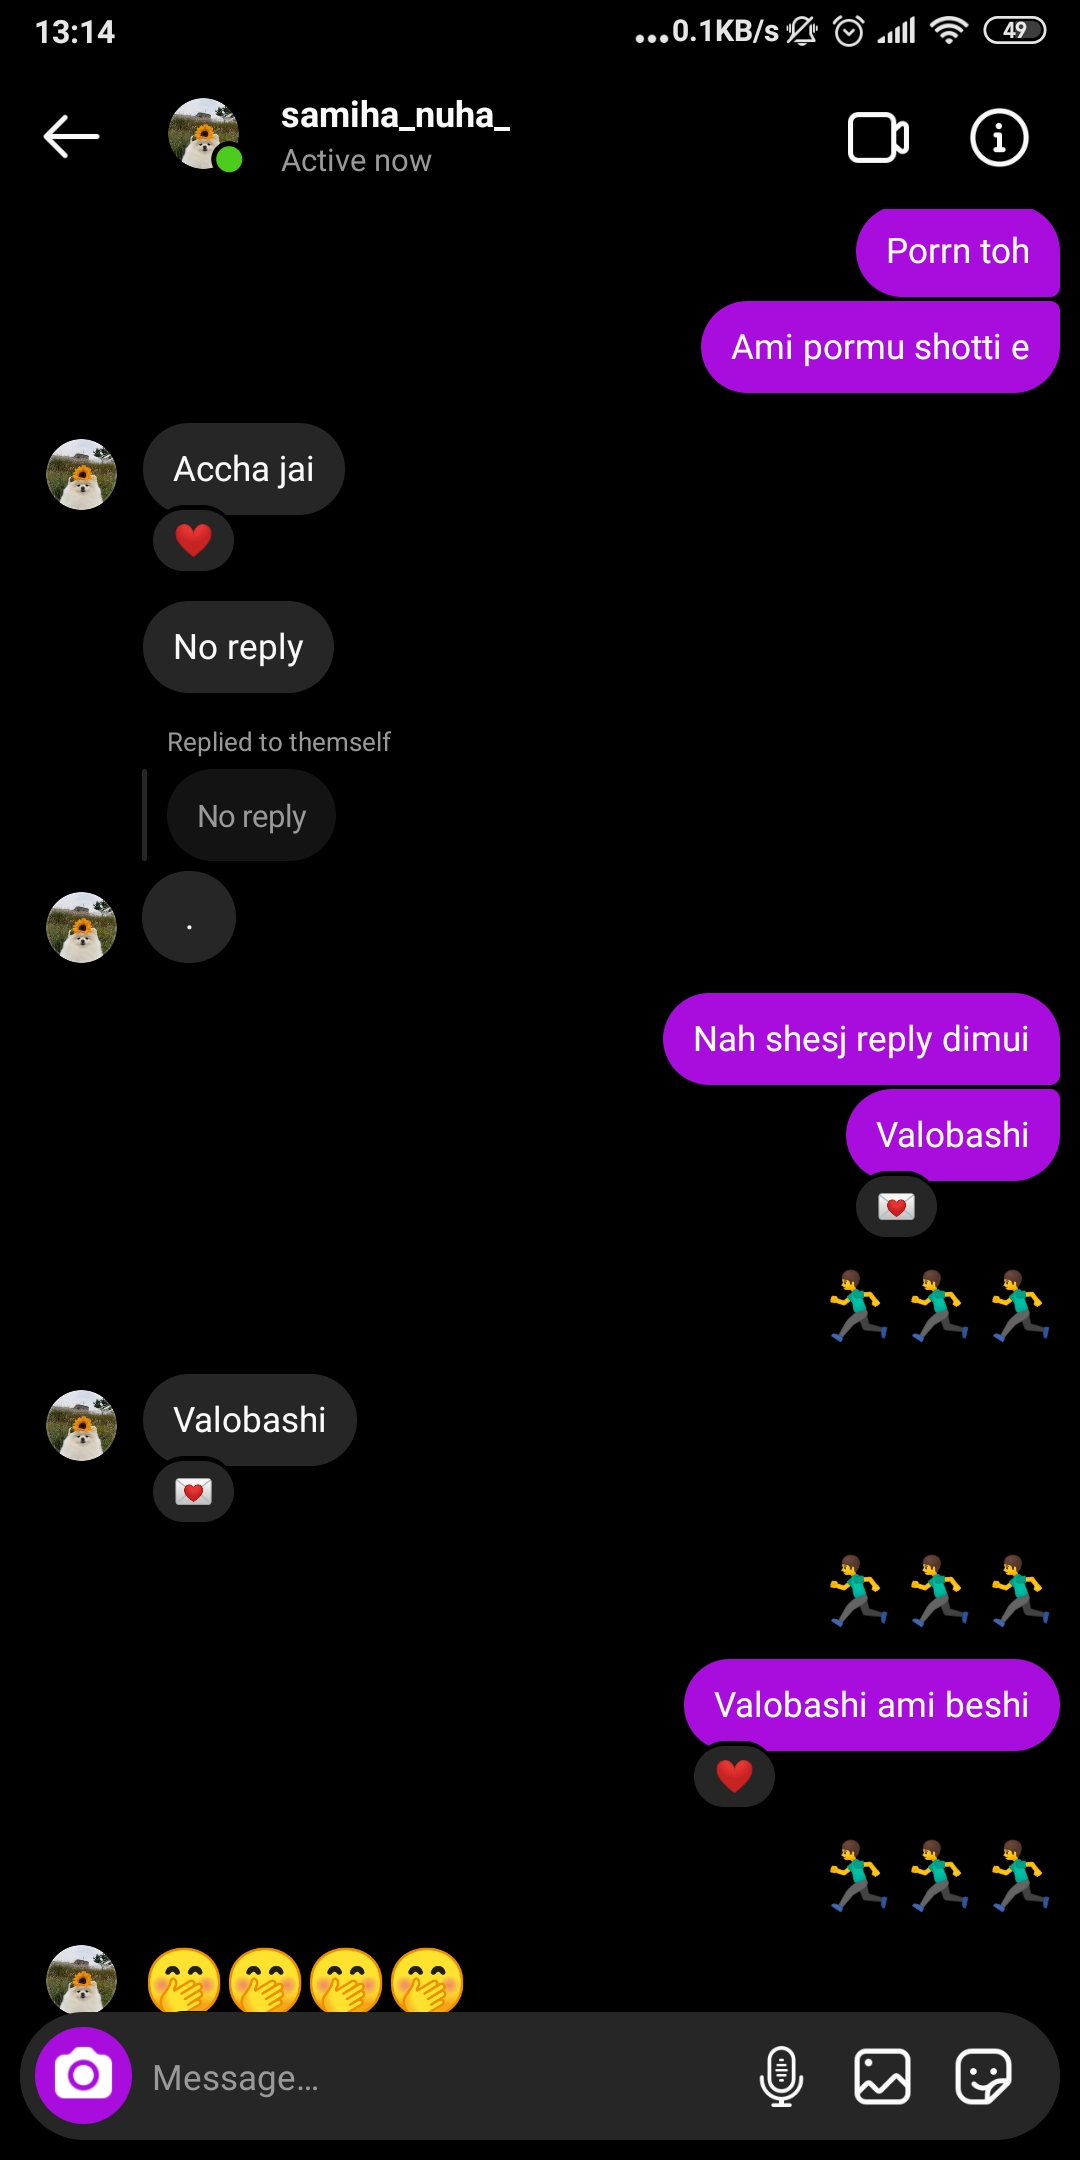 13:14
...0.1KB/s
49
samiha_nuha_
Active now
Porrn toh
Ami pormu shotti e
Accha jai
❤️
No reply
Replied to themself
No reply
.
Nah shesj reply dimui
Valobashi
💌
🏃‍♂️🏃‍♂️🏃‍♂️
Valobashi
💌
🏃‍♂️🏃‍♂️🏃‍♂️
Valobashi ami beshi
❤️
🏃‍♂️🏃‍♂️🏃‍♂️
🤭🤭🤭🤭
Message...